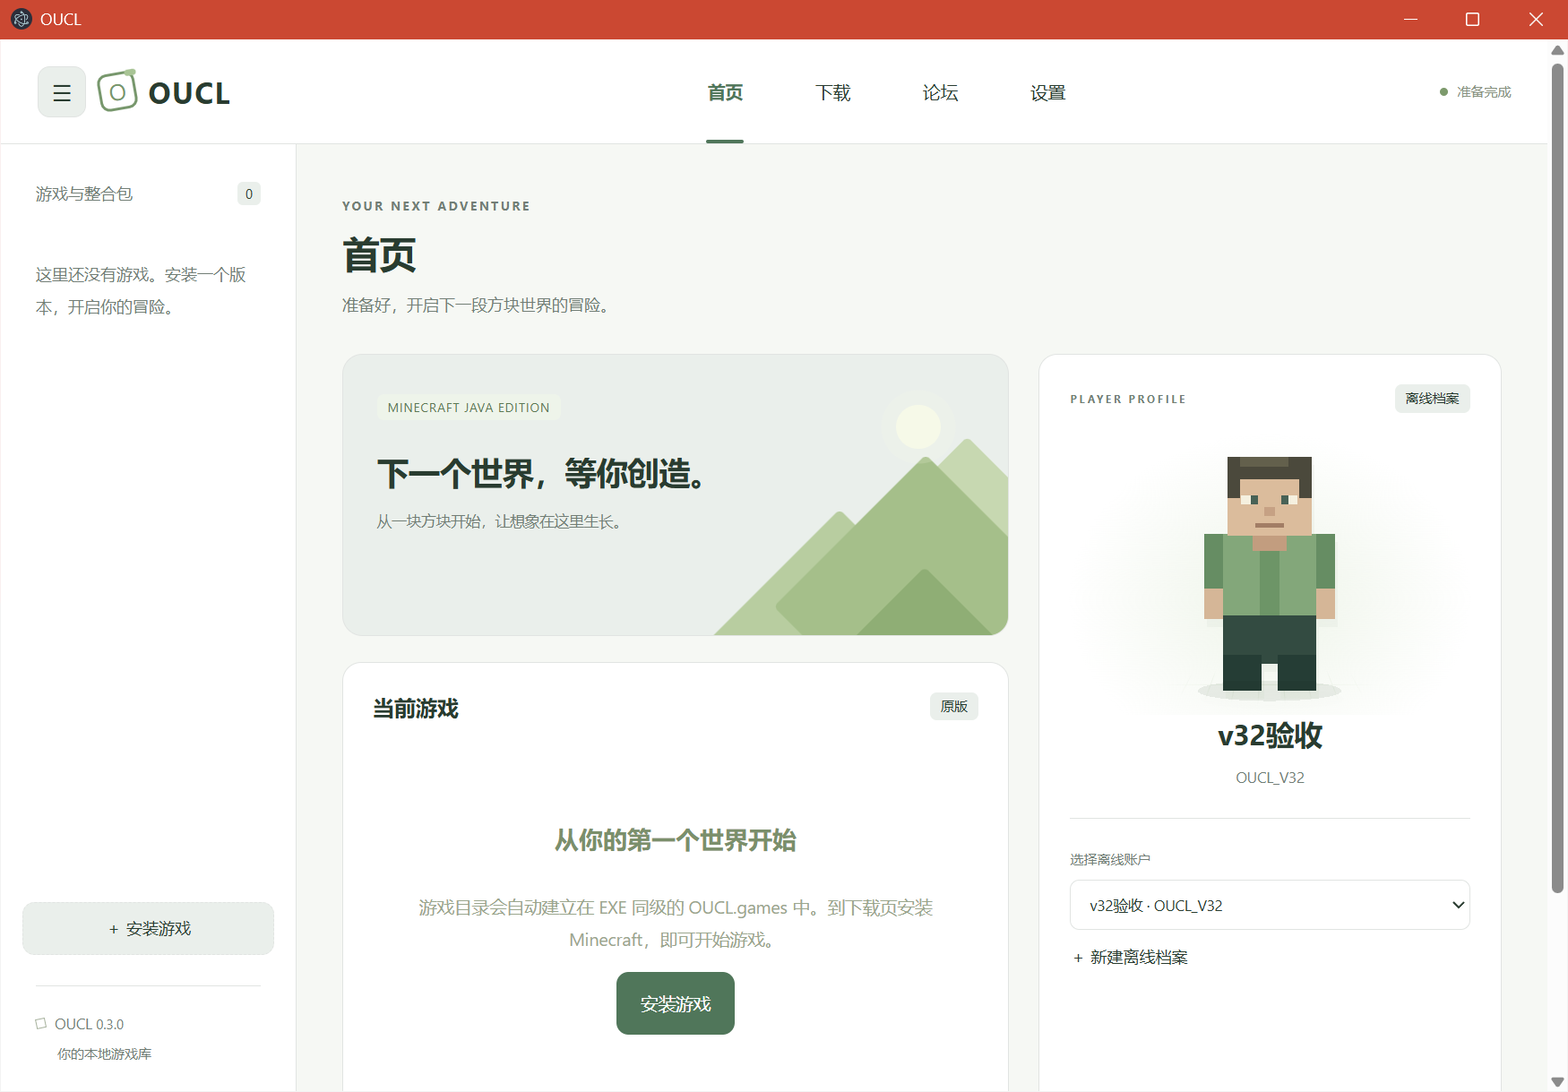 OUCL
OUCL
首页
下载
论坛
设置
准备完成
游戏与整合包
0
这里还没有游戏。安装一个版
本，开启你的冒险。
+ 安装游戏
OUCL 0.3.0
你的本地游戏库
YOUR NEXT ADVENTURE
首页
准备好，开启下一段方块世界的冒险。
MINECRAFT JAVA EDITION
下一个世界，等你创造。
从一块方块开始，让想象在这里生长。
当前游戏
原版
从你的第一个世界开始
游戏目录会自动建立在 EXE 同级的 OUCL.games 中。到下载页安装
Minecraft，即可开始游戏。
安装游戏
PLAYER PROFILE
离线档案
v32验收
OUCL_V32
选择离线账户
v32验收 · OUCL_V32
+ 新建离线档案